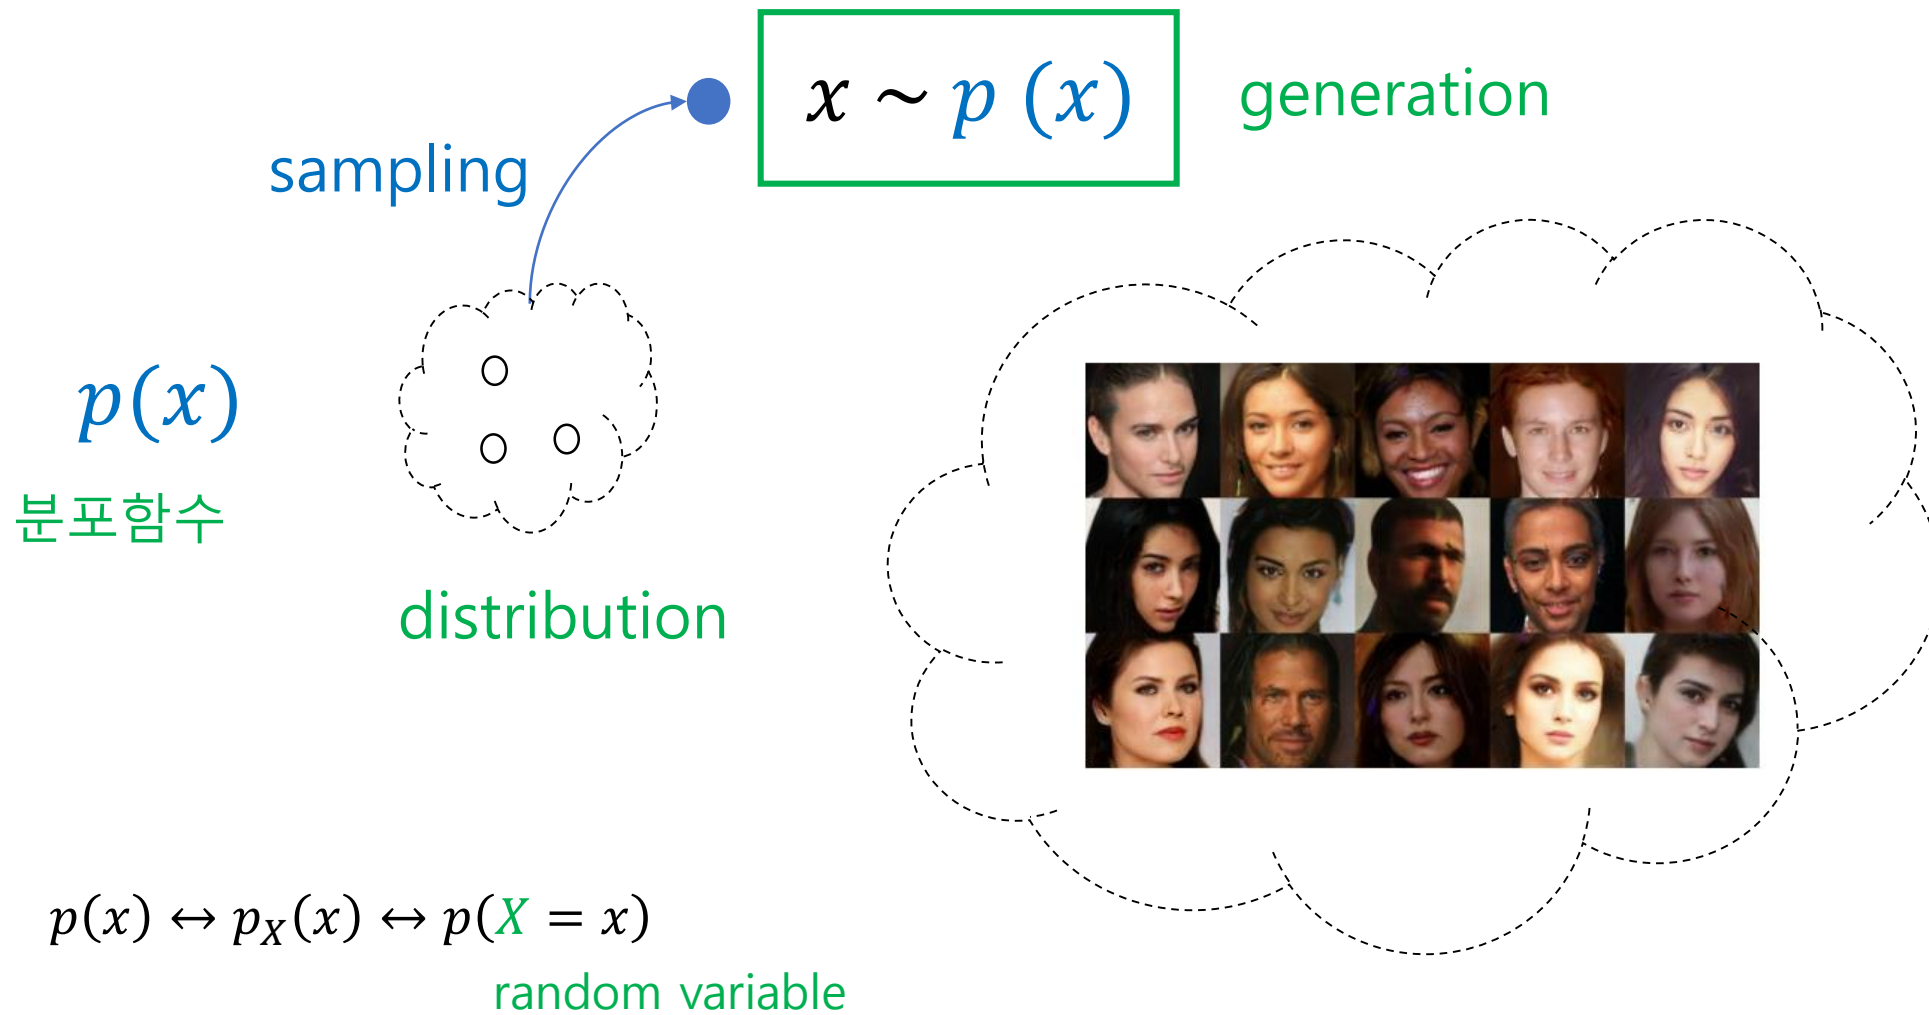 x ~ p (x)
generation
sampling
p(x)
분포함수
distribution
p(x) ↔ p_X(x) ↔ p(X = x)
random variable